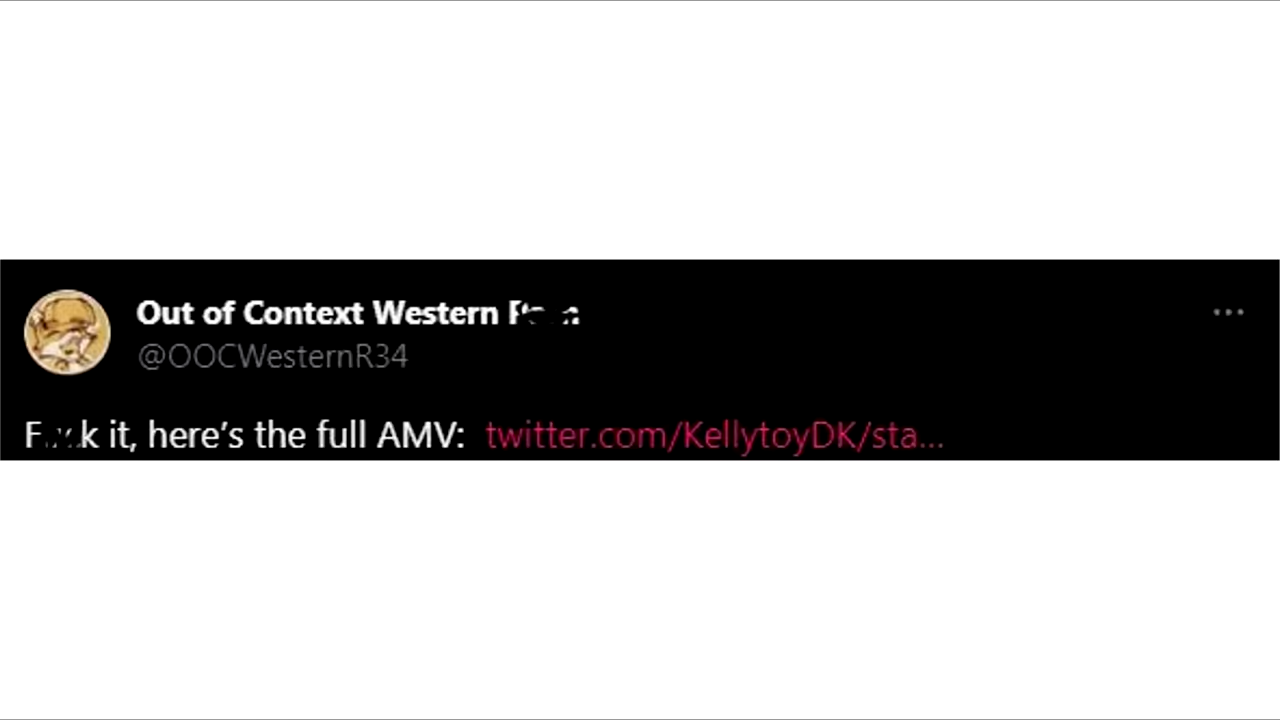 Out of Context Western
@OOCWesternR34
it, here's the full AMV: twitter.com/KellytoyDK/sta...